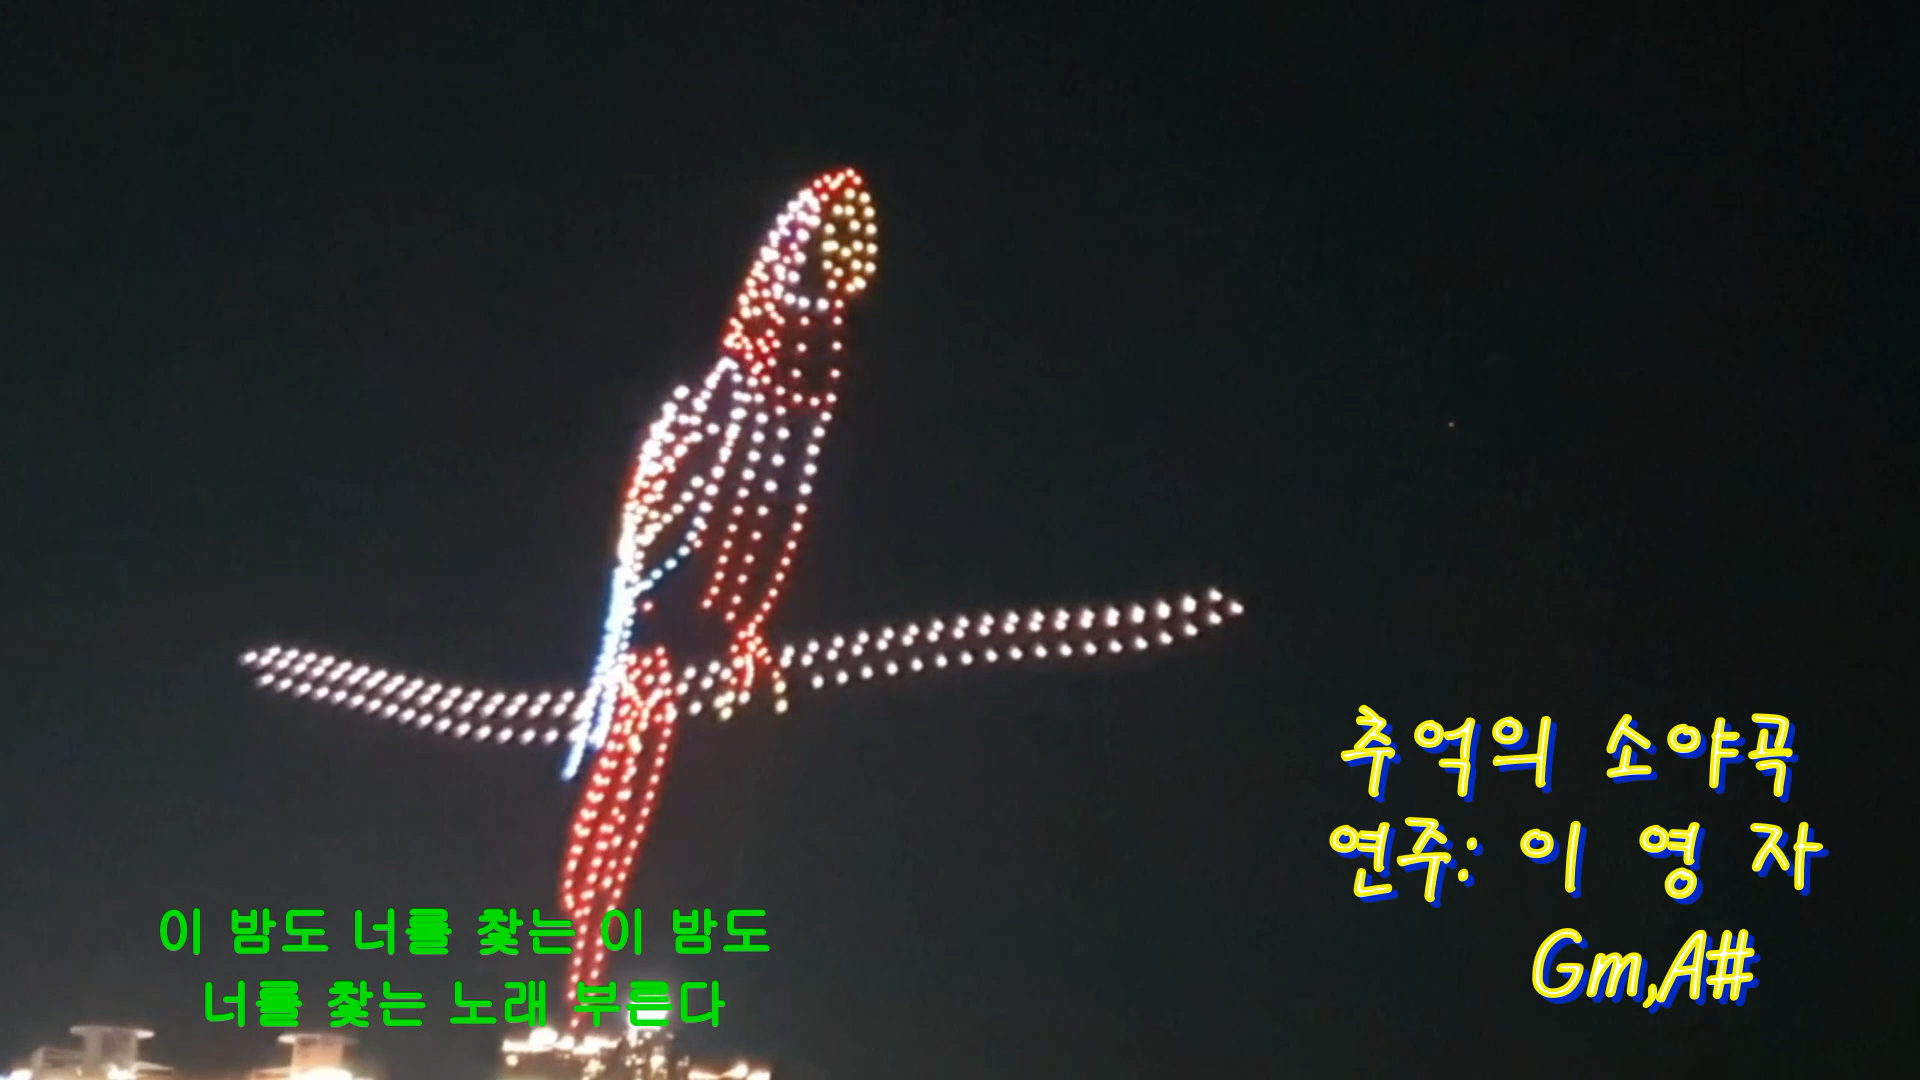 추억의 소야곡
연주: 이 영 자
Gm,A#
이 밤도 너를 찾는 이 밤도
너를 찾는 노래 부른다